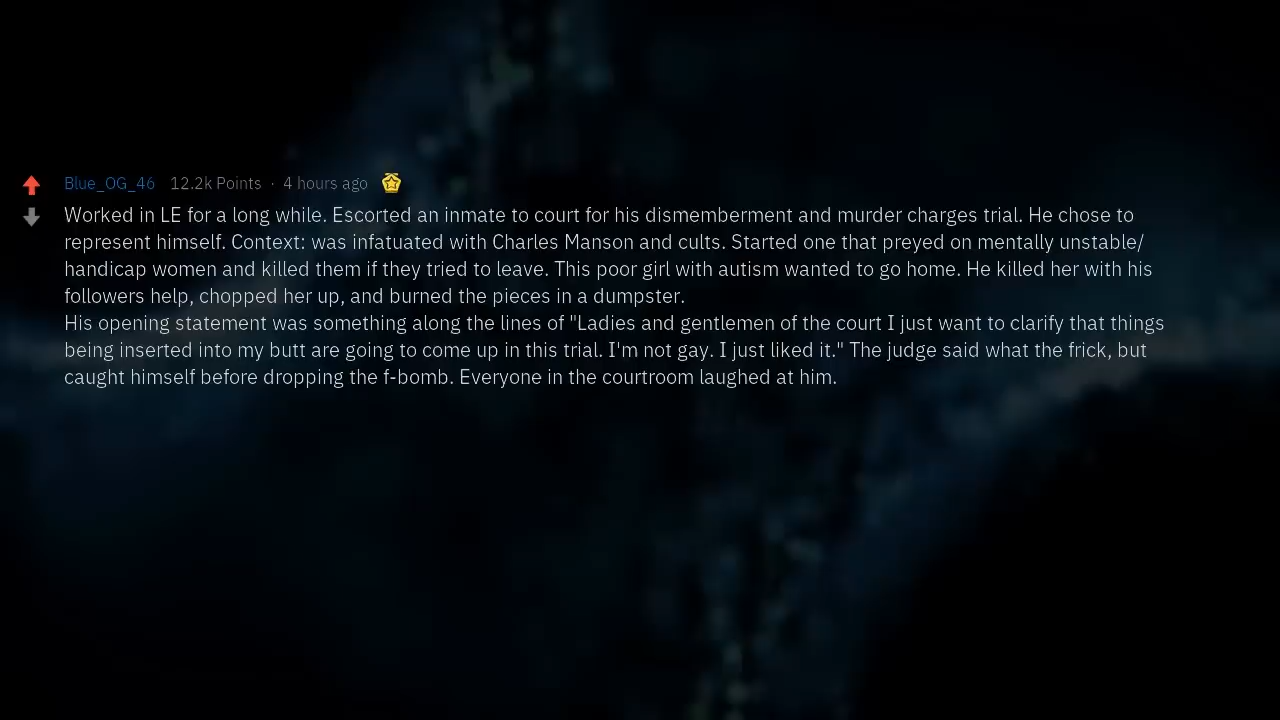 Blue_OG_46 12.2k Points · 4 hours ago
Worked in LE for a long while. Escorted an inmate to court for his dismemberment and murder charges trial. He chose to
represent himself. Context: was infatuated with Charles Manson and cults. Started one that preyed on mentally unstable/
handicap women and killed them if they tried to leave. This poor girl with autism wanted to go home. He killed her with his
followers help, chopped her up, and burned the pieces in a dumpster.
His opening statement was something along the lines of "Ladies and gentlemen of the court I just want to clarify that things
being inserted into my butt are going to come up in this trial. I'm not gay. I just liked it." The judge said what the frick, but
caught himself before dropping the f-bomb. Everyone in the courtroom laughed at him.